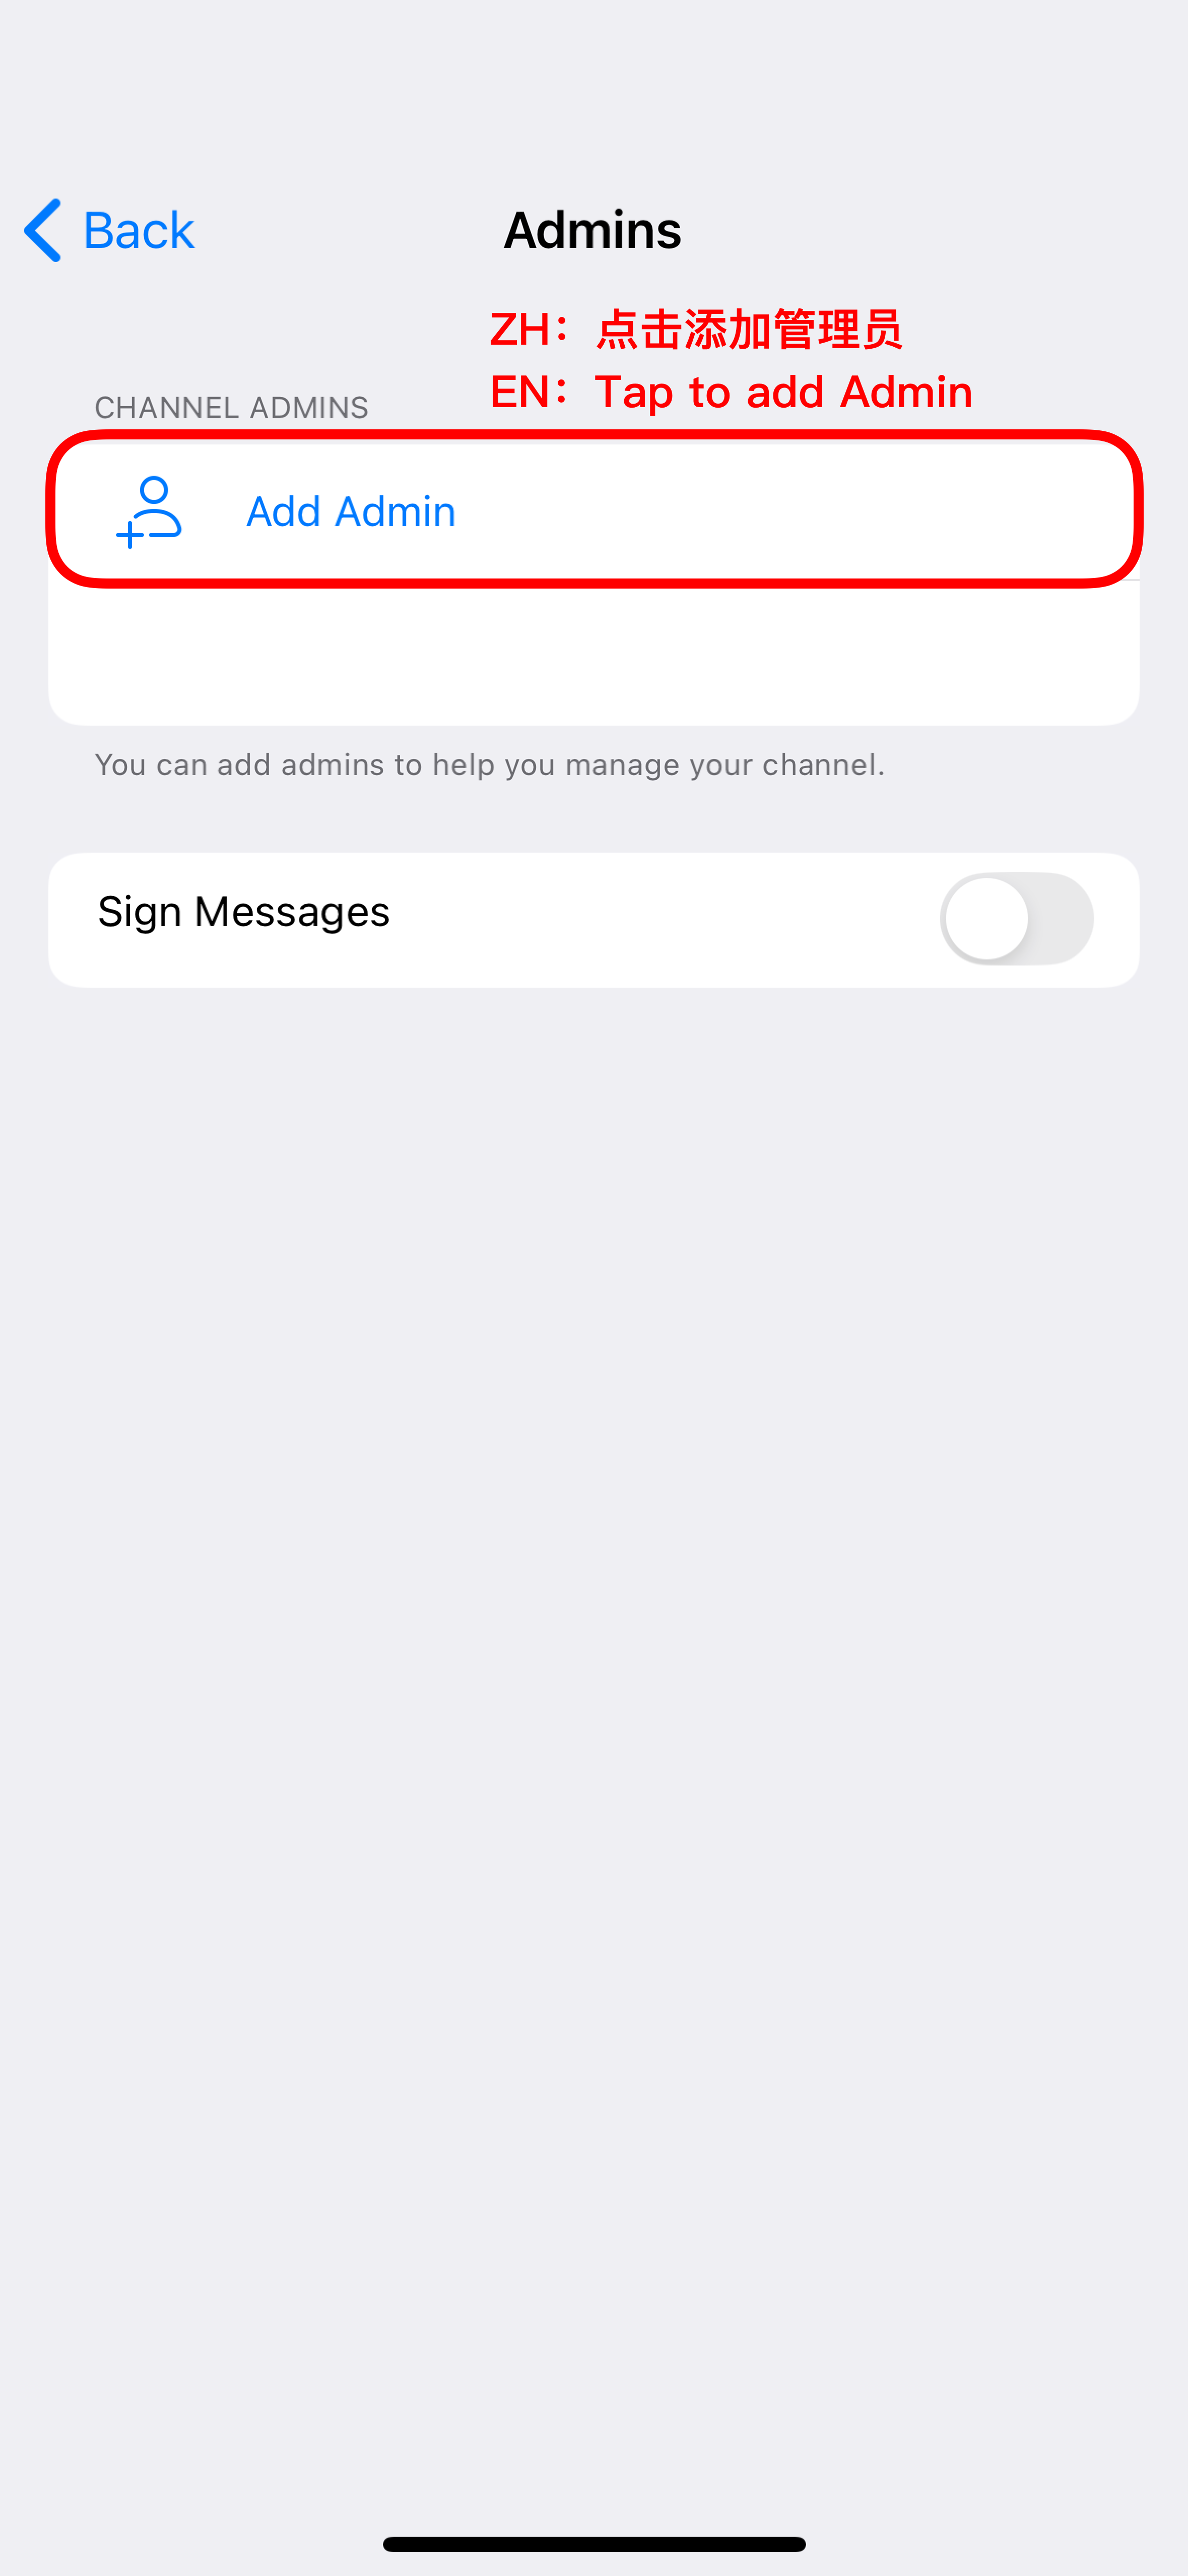 Back
Admins
ZH：点击添加管理员
EN：Tap to add Admin
CHANNEL ADMINS
Add Admin
You can add admins to help you manage your channel.
Sign Messages